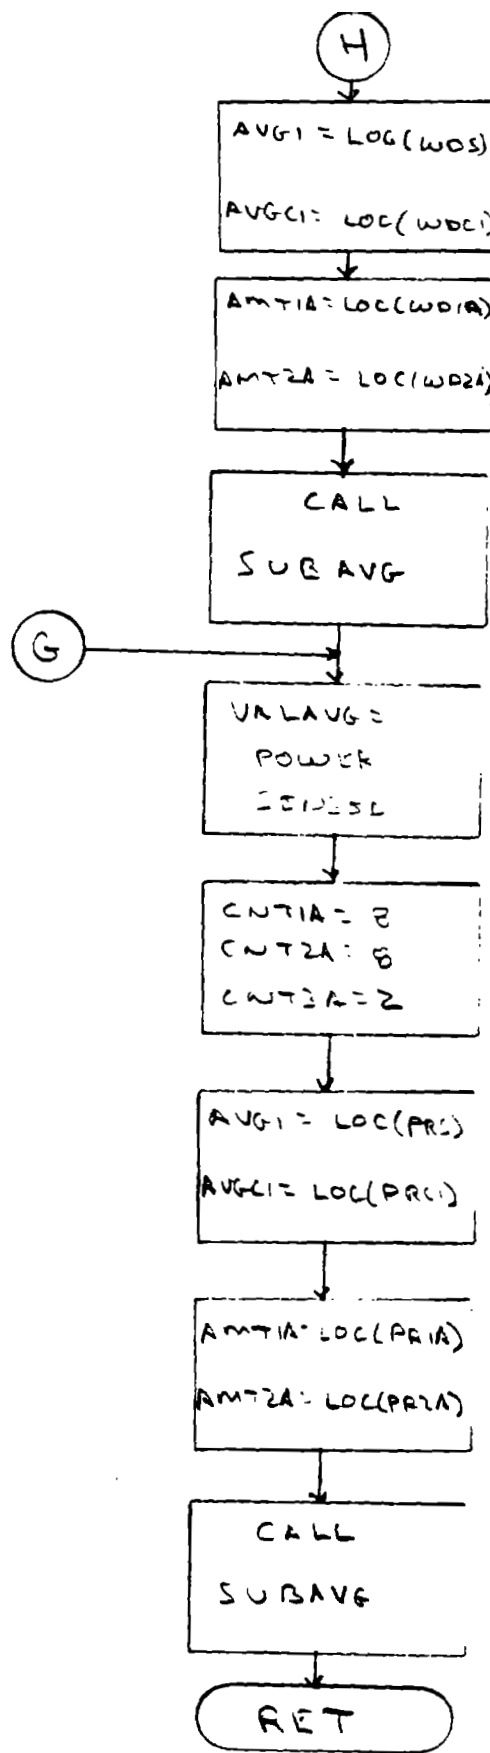 H
AVG1 = LOC(WDS)
AVGC1= LOC(WDC1)
AMT1A=LOC(WD1A)
AMT2A = LOC(WD2A)
CALL
SUBAVG
G
VALAVG=
POWER
CNT1A= 8
CNT2A= 8
CNT3A=2
AVG1 = LOC(PRS)
AVGC1= LOC(PRC1)
AMT1A=LOC(PR1A)
AMT2A= LOC(PR2A)
CALL
SUBAVG
RET